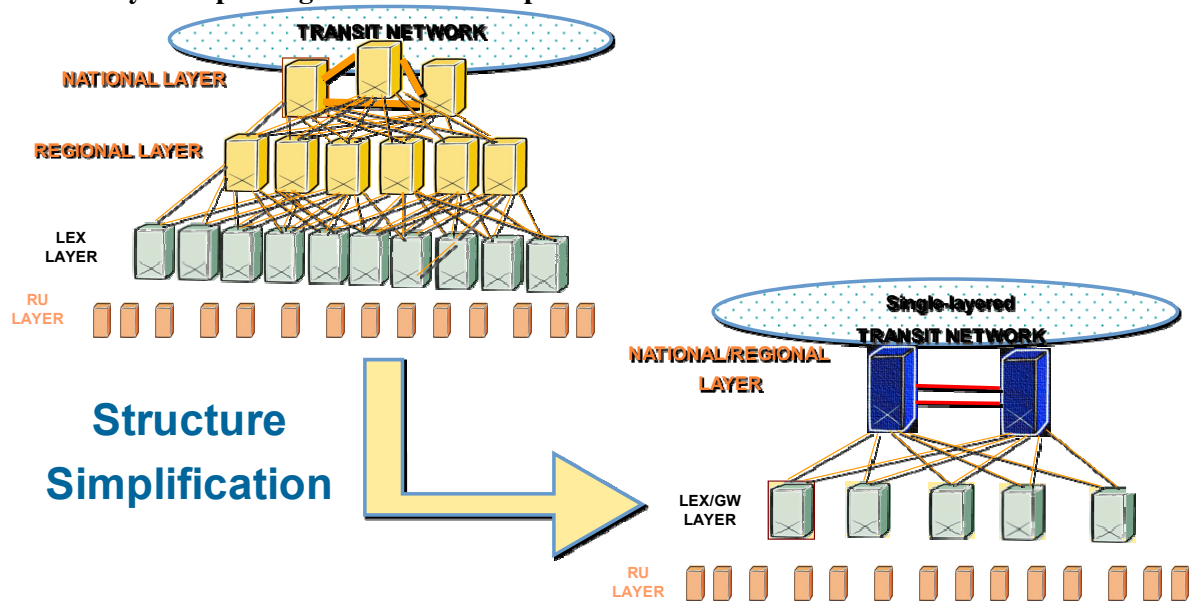 TRANSIT NETWORK
NATIONAL LAYER
REGIONAL LAYER
LEX
LAYER
RU
LAYER
Structure
Simplification
Single-layered
TRANSIT NETWORK
NATIONAL/REGIONAL
LAYER
LEX/GW
LAYER
RU
LAYER